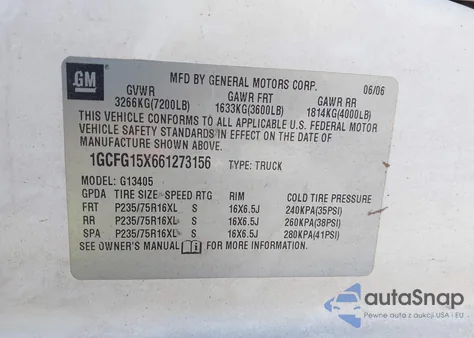 GM
MFD BY GENERAL MOTORS CORP. 06/06
GVWR GAWR FRT GAWR RR
3266KG(7200LB) 1633KG(3600LB) 1814KG(4000LB)
THIS VEHICLE CONFORMS TO ALL APPLICABLE U.S. FEDERAL MOTOR
VEHICLE SAFETY STANDARDS IN EFFECT ON THE DATE OF
MANUFACTURE SHOWN ABOVE.
1GCFG15X661273156 TYPE: TRUCK
MODEL: G13405
GPDA TIRE SIZE SPEED RTG RIM COLD TIRE PRESSURE
FRT P235/75R16XL S 16X6.5J 240KPA(35PSI)
RR P235/75R16XL S 16X6.5J 260KPA(38PSI)
SPA P235/75R16XL S 16X6.5J 280KPA(41PSI)
SEE OWNER'S MANUAL FOR MORE INFORMATION.
autoSnap
Pewne auta z aukcji USA i EU